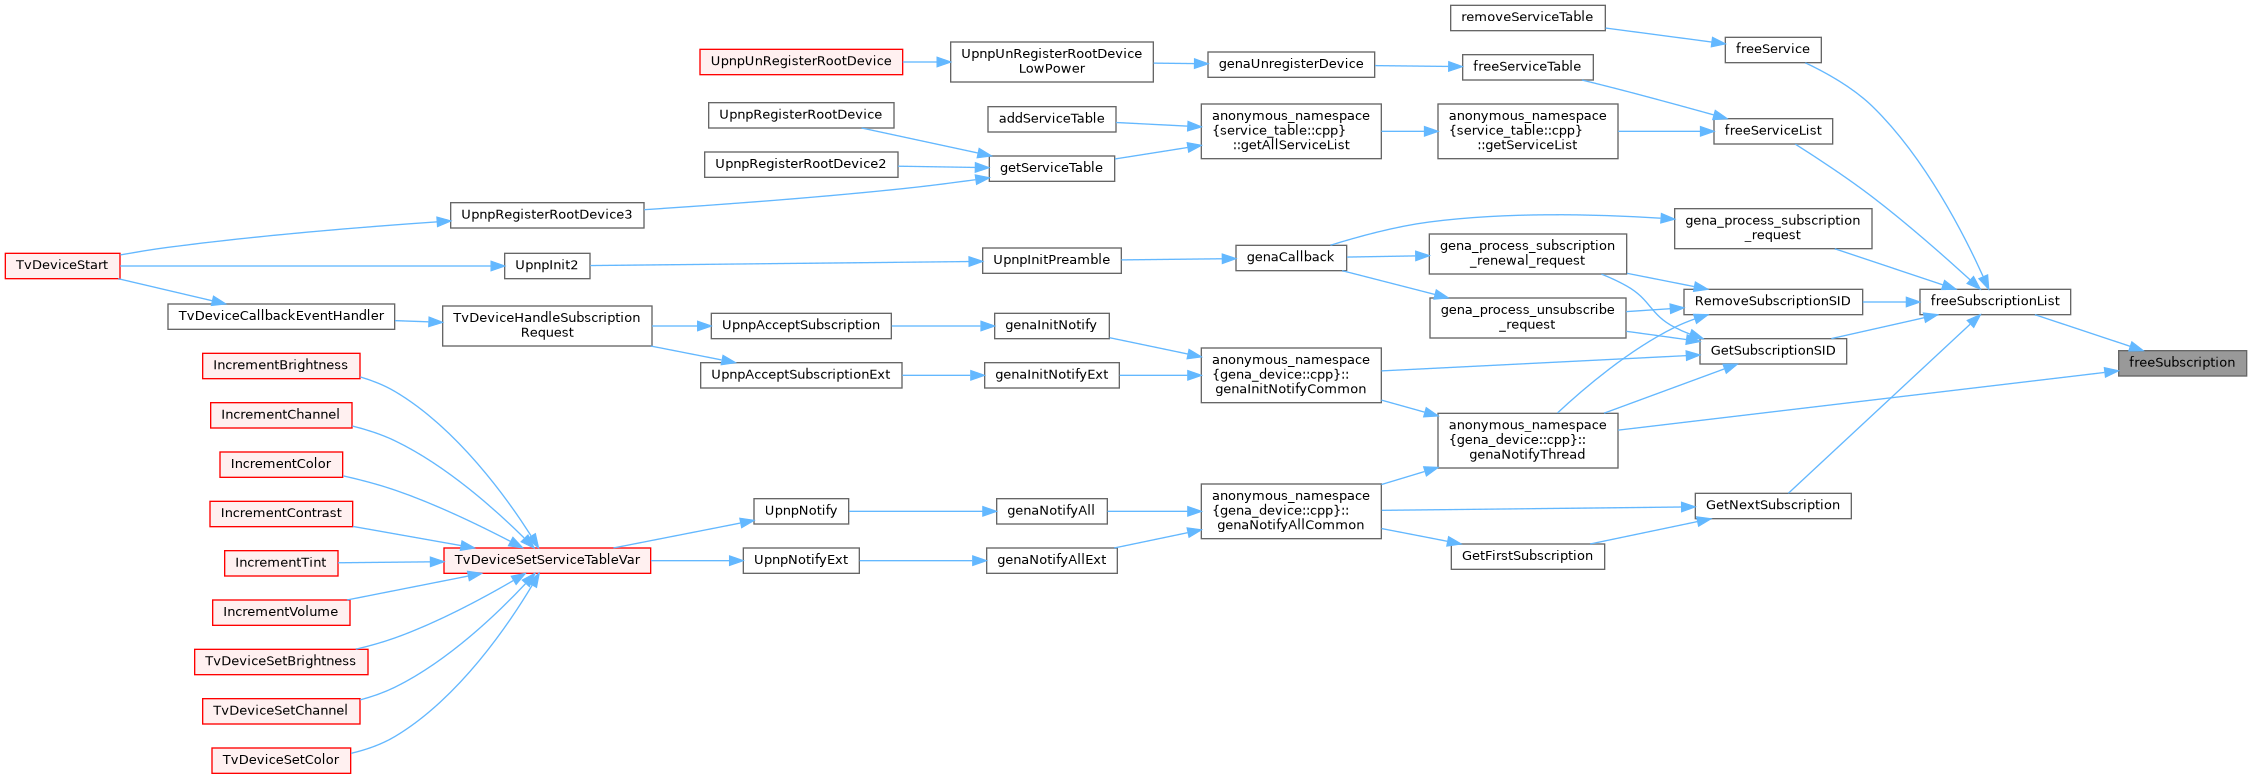 removeServiceTable
freeService
UpnpUnRegisterRootDevice
UpnpUnRegisterRootDevice
LowPower
genaUnregisterDevice
freeServiceTable
UpnpRegisterRootDevice
addServiceTable
anonymous_namespace
{service_table::cpp}
::getAllServiceList
anonymous_namespace
{service_table::cpp}
::getServiceList
freeServiceList
UpnpRegisterRootDevice2
getServiceTable
UpnpRegisterRootDevice3
gena_process_subscription
_request
TvDeviceStart
UpnpInit2
UpnpInitPreamble
genaCallback
gena_process_subscription
_renewal_request
RemoveSubscriptionSID
freeSubscriptionList
TvDeviceCallbackEventHandler
TvDeviceHandleSubscription
Request
UpnpAcceptSubscription
genaInitNotify
gena_process_unsubscribe
_request
GetSubscriptionSID
freeSubscription
IncrementBrightness
UpnpAcceptSubscriptionExt
genaInitNotifyExt
anonymous_namespace
{gena_device::cpp}::
genaInitNotifyCommon
IncrementChannel
anonymous_namespace
{gena_device::cpp}::
genaNotifyThread
IncrementColor
IncrementContrast
UpnpNotify
genaNotifyAll
anonymous_namespace
{gena_device::cpp}::
genaNotifyAllCommon
GetNextSubscription
IncrementTint
TvDeviceSetServiceTableVar
UpnpNotifyExt
genaNotifyAllExt
GetFirstSubscription
IncrementVolume
TvDeviceSetBrightness
TvDeviceSetChannel
TvDeviceSetColor